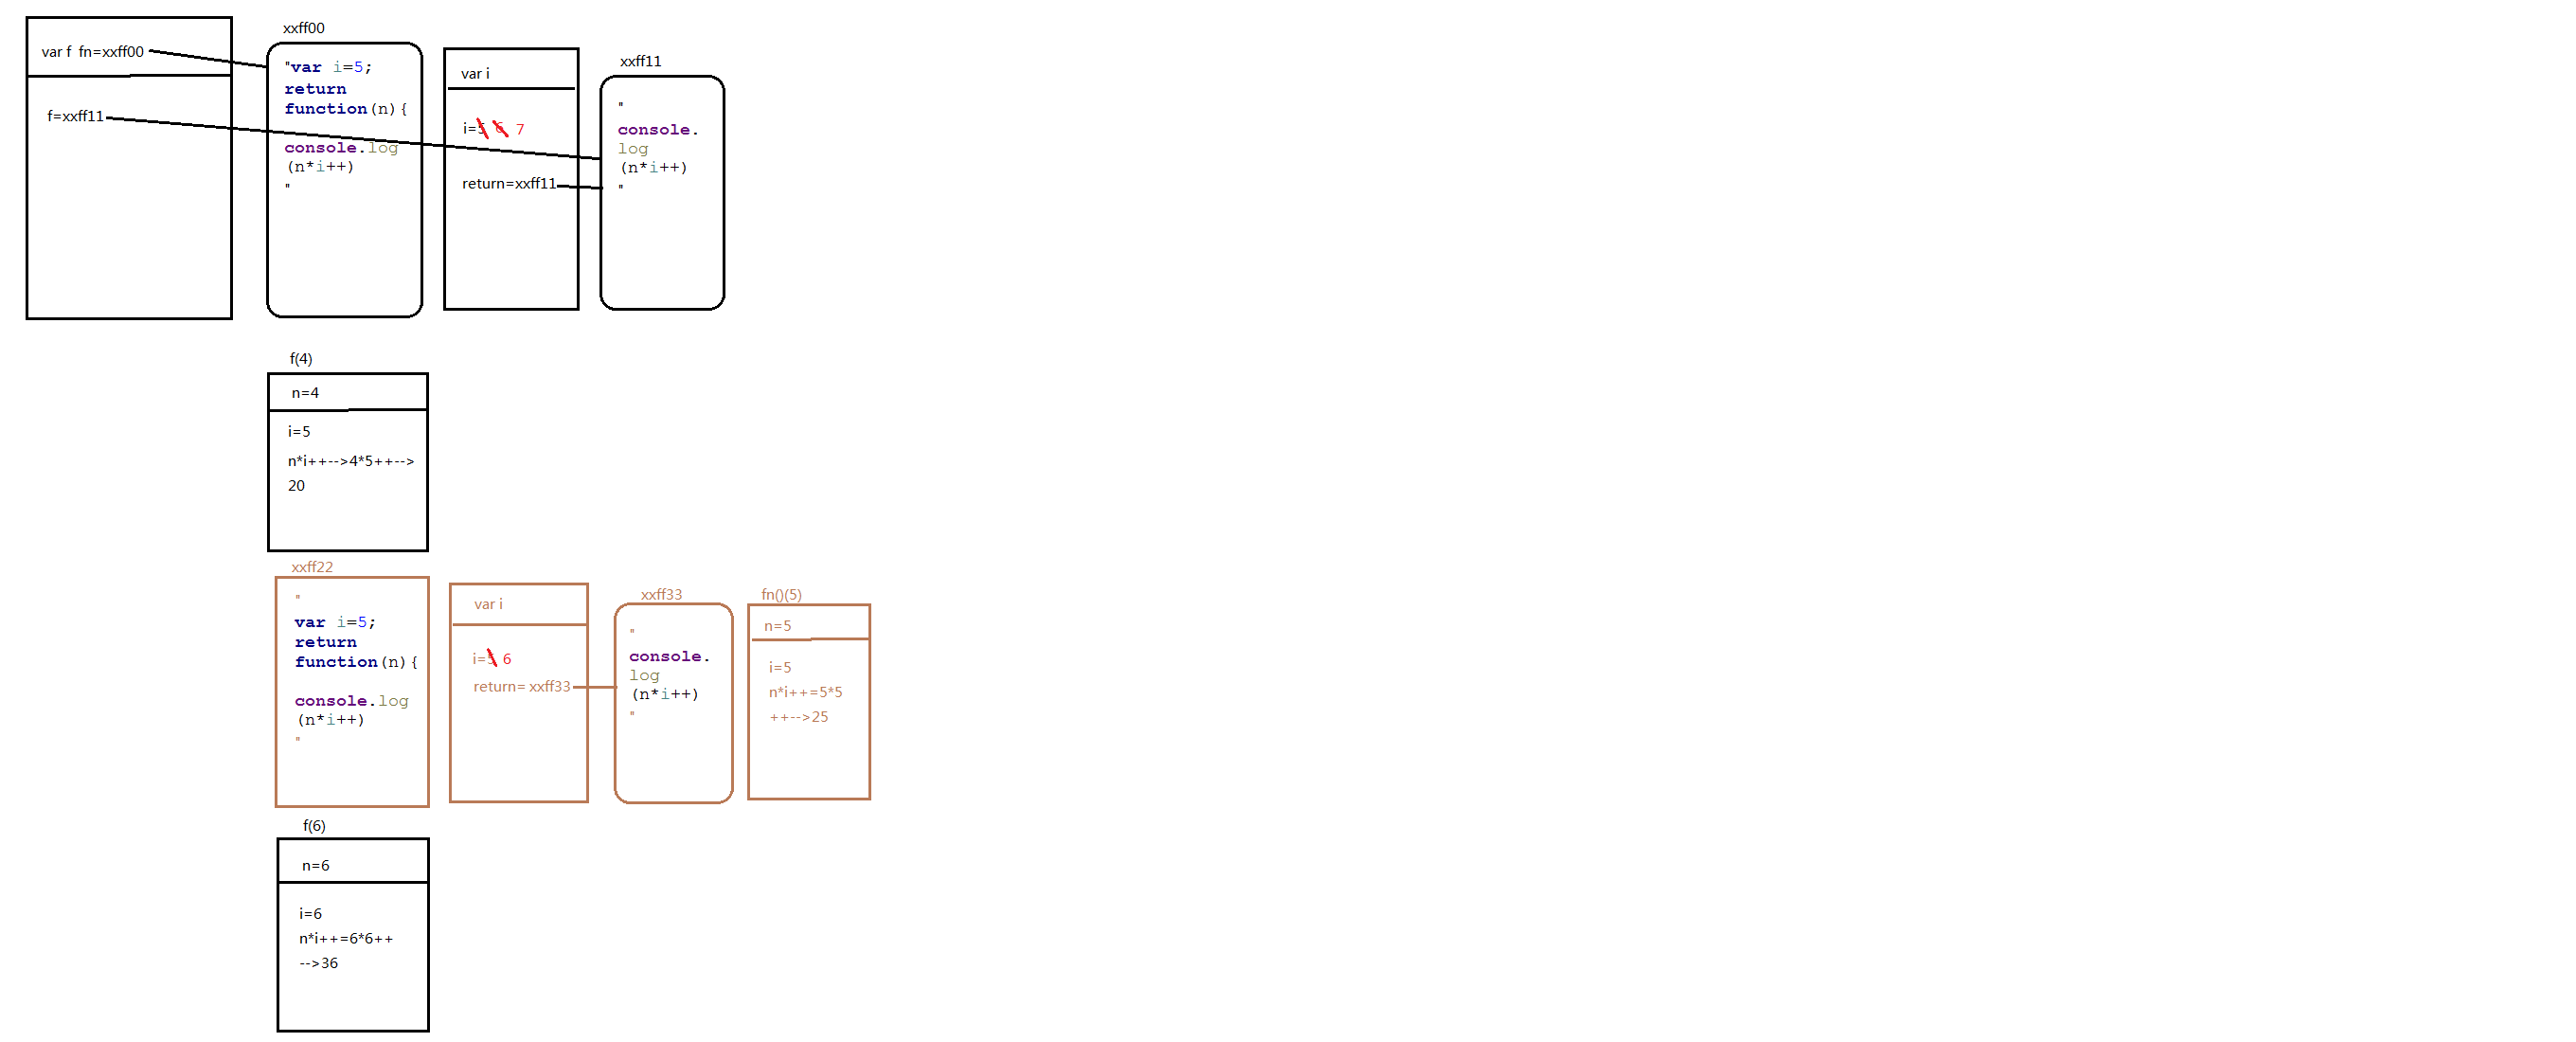 var f  fn=xxff00
f=xxff11
xxff00
"var i=5;
return
function(n){
console.log
(n*i++)
"
var i
i=5 6 7
return=xxff11
xxff11
"
console.
log
(n*i++)
"
f(4)
n=4
i=5
n*i++-->4*5++-->
20
xxff22
"
var i=5;
return
function(n){
console.log
(n*i++)
"
var i
i=5 6
return= xxff33
xxff33
"
console.
log
(n*i++)
"
fn()(5)
n=5
i=5
n*i++=5*5
++-->25
f(6)
n=6
i=6
n*i++=6*6++
-->36